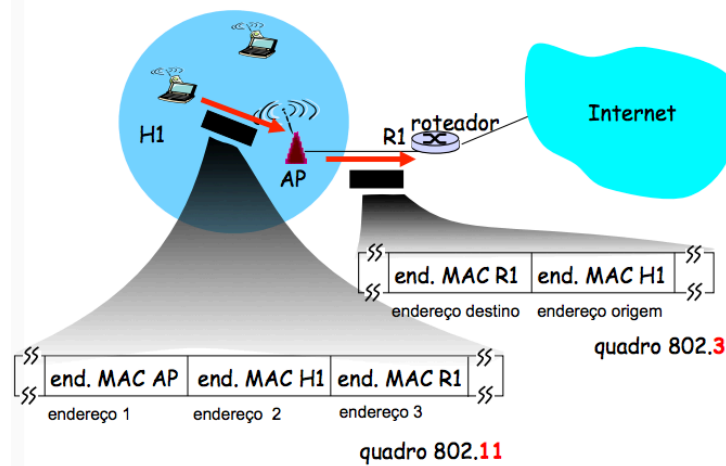 H1
AP
R1
roteador
Internet
end. MAC R1 end. MAC H1
endereço destino endereço origem
quadro 802.3
end. MAC AP end. MAC H1 end. MAC R1
endereço 1 endereço 2 endereço 3
quadro 802.11